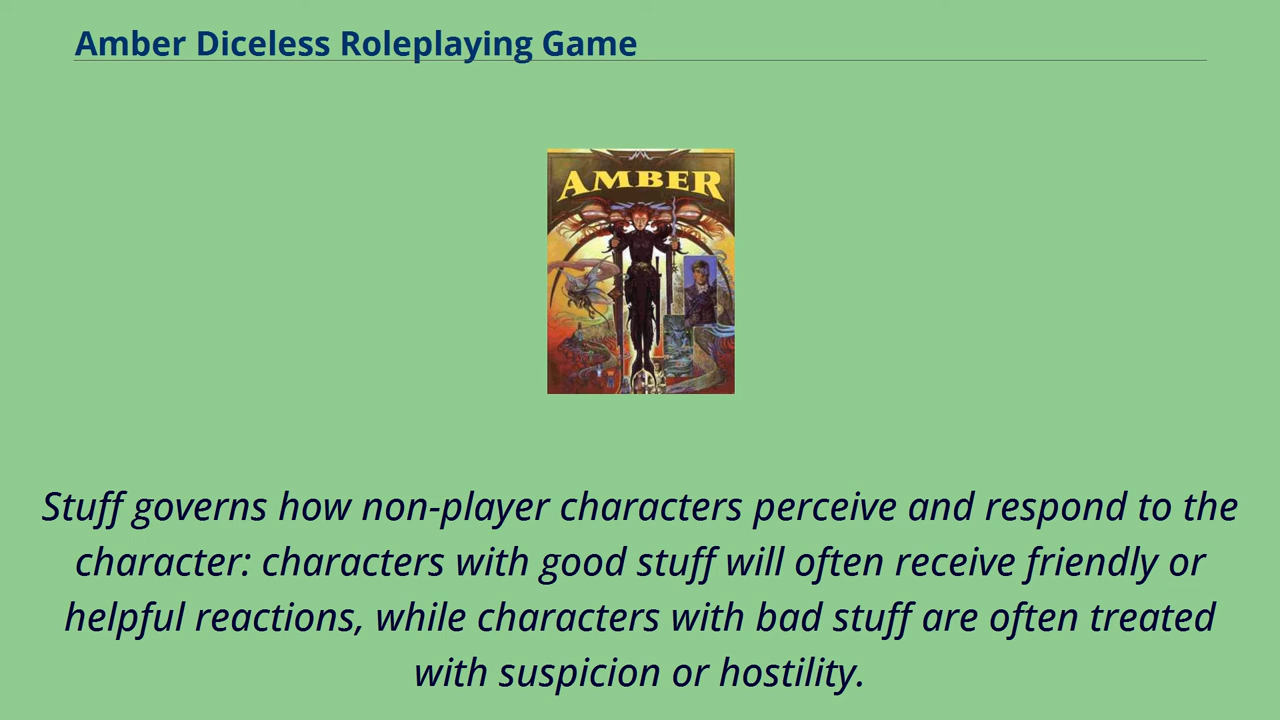 Amber Diceless Roleplaying Game
AMBER
Stuff governs how non-player characters perceive and respond to the
character: characters with good stuff will often receive friendly or
helpful reactions, while characters with bad stuff are often treated
with suspicion or hostility.